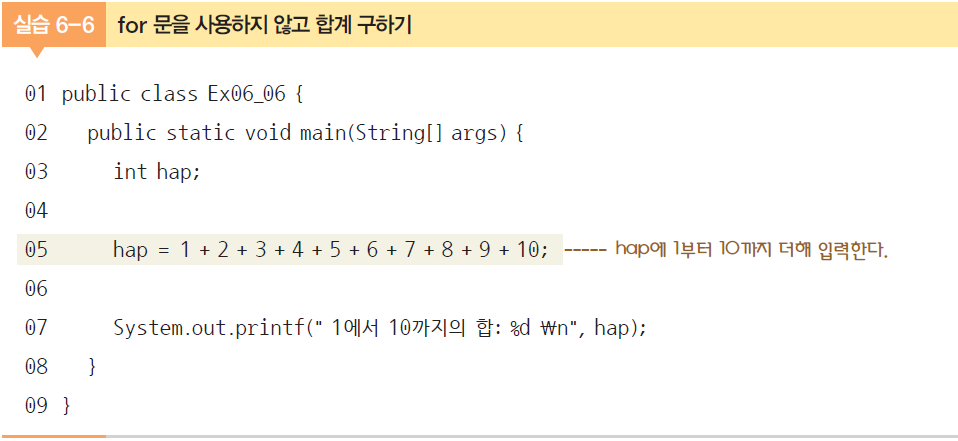 실습 6-6 for 문을 사용하지 않고 합계 구하기
01 public class Ex06_06 {
02 public static void main(String[] args) {
03 int hap;
04
05 hap = 1 + 2 + 3 + 4 + 5 + 6 + 7 + 8 + 9 + 10; ----- hap에 1부터 10까지 더해 입력한다.
06
07 System.out.printf(" 1에서 10까지의 합: %d ₩n", hap);
08 }
09 }